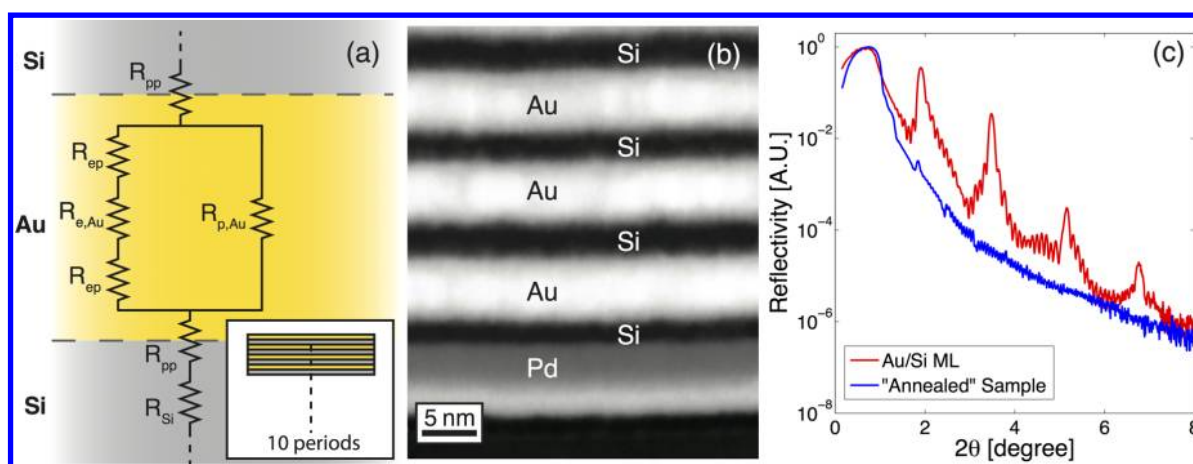 (a)
Si
R_pp
R_ep
Au
R_e,Au
R_p,Au
R_ep
R_pp
Si
R_Si
10 periods
(b)
Si
Au
Si
Au
Si
Au
Si
Pd
5 nm
(c)
Reflectivity [A.U.]
10^0
10^-2
10^-4
10^-6
10^-8
0 2 4 6 8
2θ [degree]
Au/Si ML
"Annealed" Sample